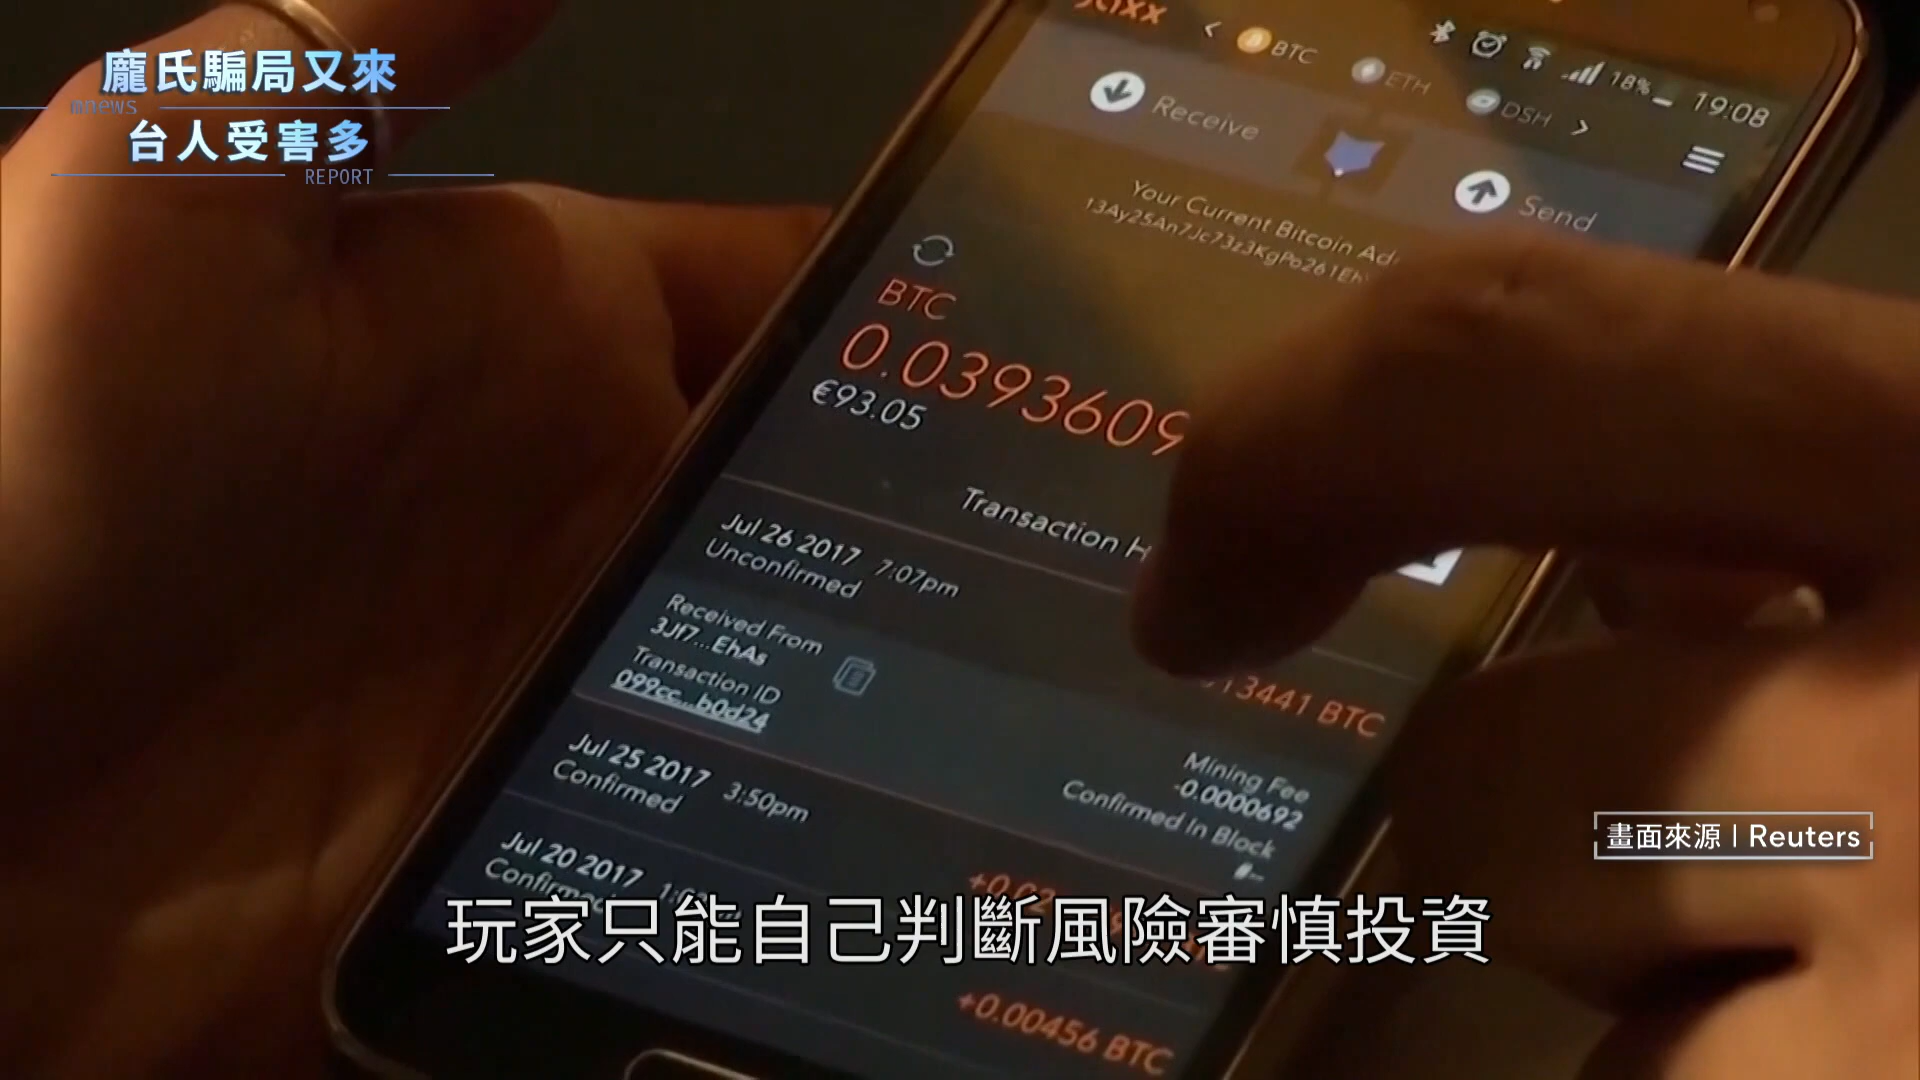 龐氏騙局又來
mnews
台人受害多
REPORT
BTC
ETH
DSH
18%
19:08
Receive
Send
Your Current Bitcoin
BTC
0.0393609
€93.05
Transaction H
Jul 26 2017 7:07pm
Unconfirmed
13441 BTC
Received From
3Jf7...EhAs
Transaction ID
099cc...b0d24
Mining Fee
-0.0000692
Confirmed In Block
Jul 25 2017 3:50pm
Confirmed
Jul 20 2017
+0.00456 BTC
畫面來源 | Reuters
玩家只能自己判斷風險審慎投資